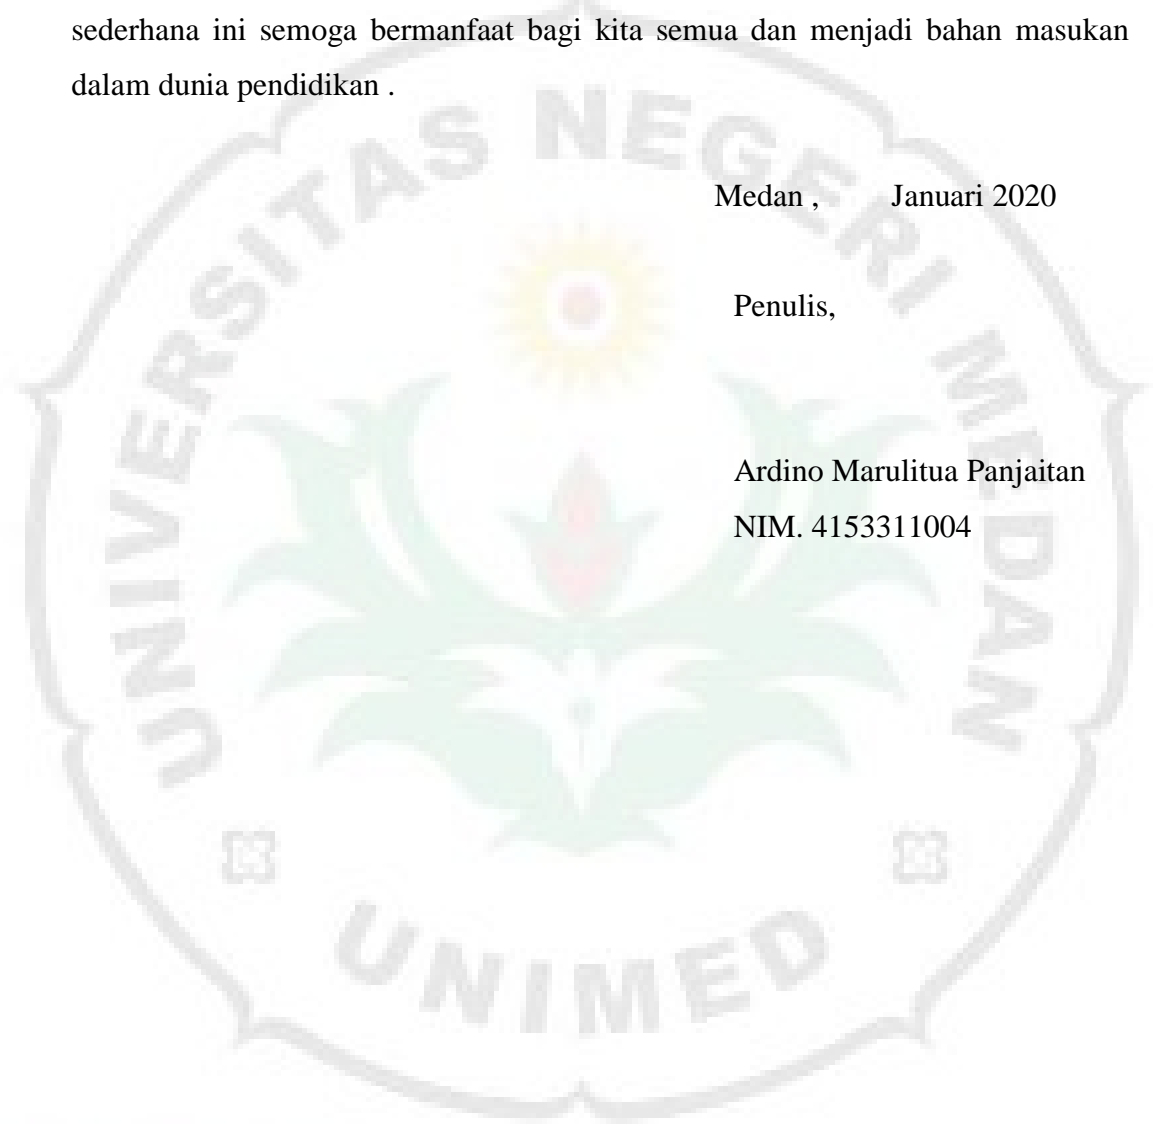 sederhana ini semoga bermanfaat bagi kita semua dan menjadi bahan masukan
dalam dunia pendidikan .
Medan , Januari 2020
Penulis,
Ardino Marulitua Panjaitan
NIM. 4153311004
UNIVERSITAS NEGERI MEDAN
UNIMED